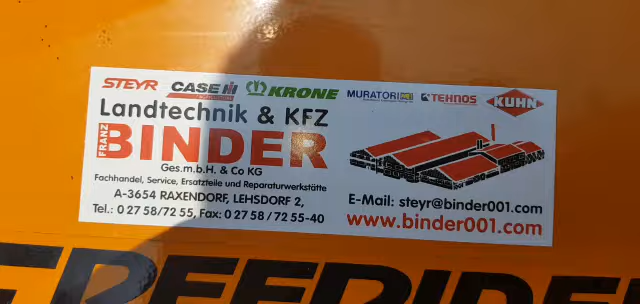 STEYR CASE IH KRONE MURATORI TEHNOS KUHN
Landtechnik & KFZ
FRANZ BINDER
Ges.m.b.H. & Co KG
Fachhandel, Service, Ersatzteile und Reparaturwerkstätte
A-3654 RAXENDORF, LEHSDORF 2,
Tel.: 0 27 58/72 55, Fax: 0 27 58 / 72 55-40
E-Mail: steyr@binder001.com
www.binder001.com